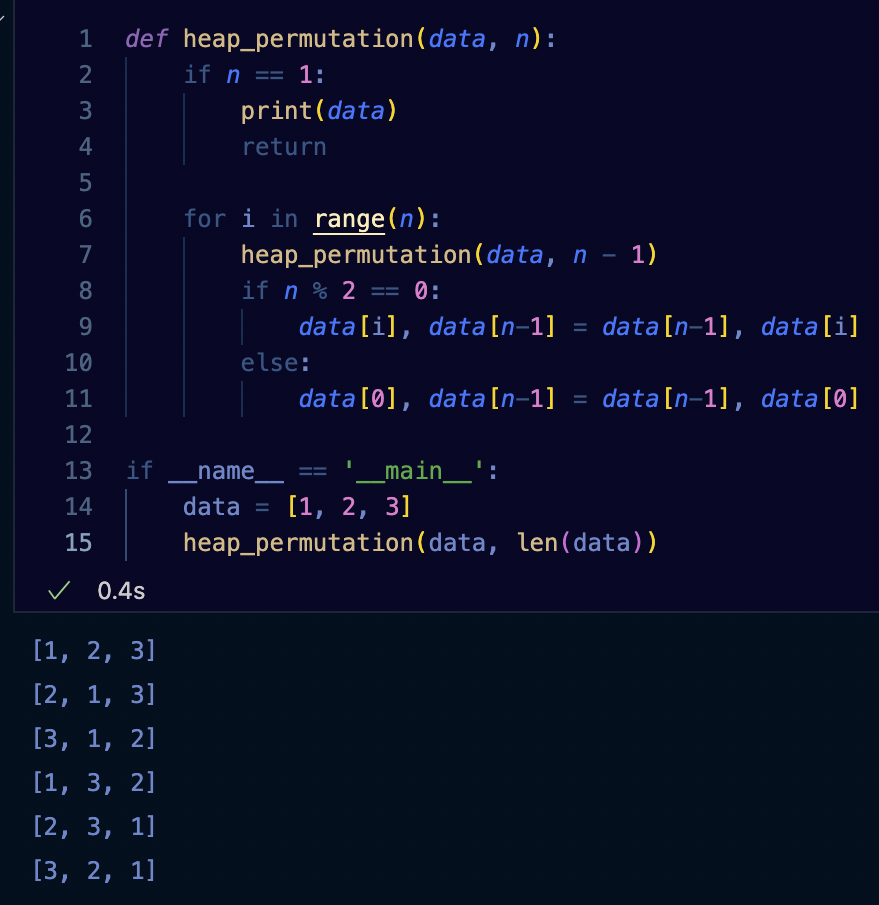 1 def heap_permutation(data, n):
2     if n == 1:
3         print(data)
4         return
5
6     for i in range(n):
7         heap_permutation(data, n - 1)
8         if n % 2 == 0:
9             data[i], data[n-1] = data[n-1], data[i]
10         else:
11             data[0], data[n-1] = data[n-1], data[0]
12
13 if __name__ == '__main__':
14     data = [1, 2, 3]
15     heap_permutation(data, len(data))
✓ 0.4s
[1, 2, 3]
[2, 1, 3]
[3, 1, 2]
[1, 3, 2]
[2, 3, 1]
[3, 2, 1]